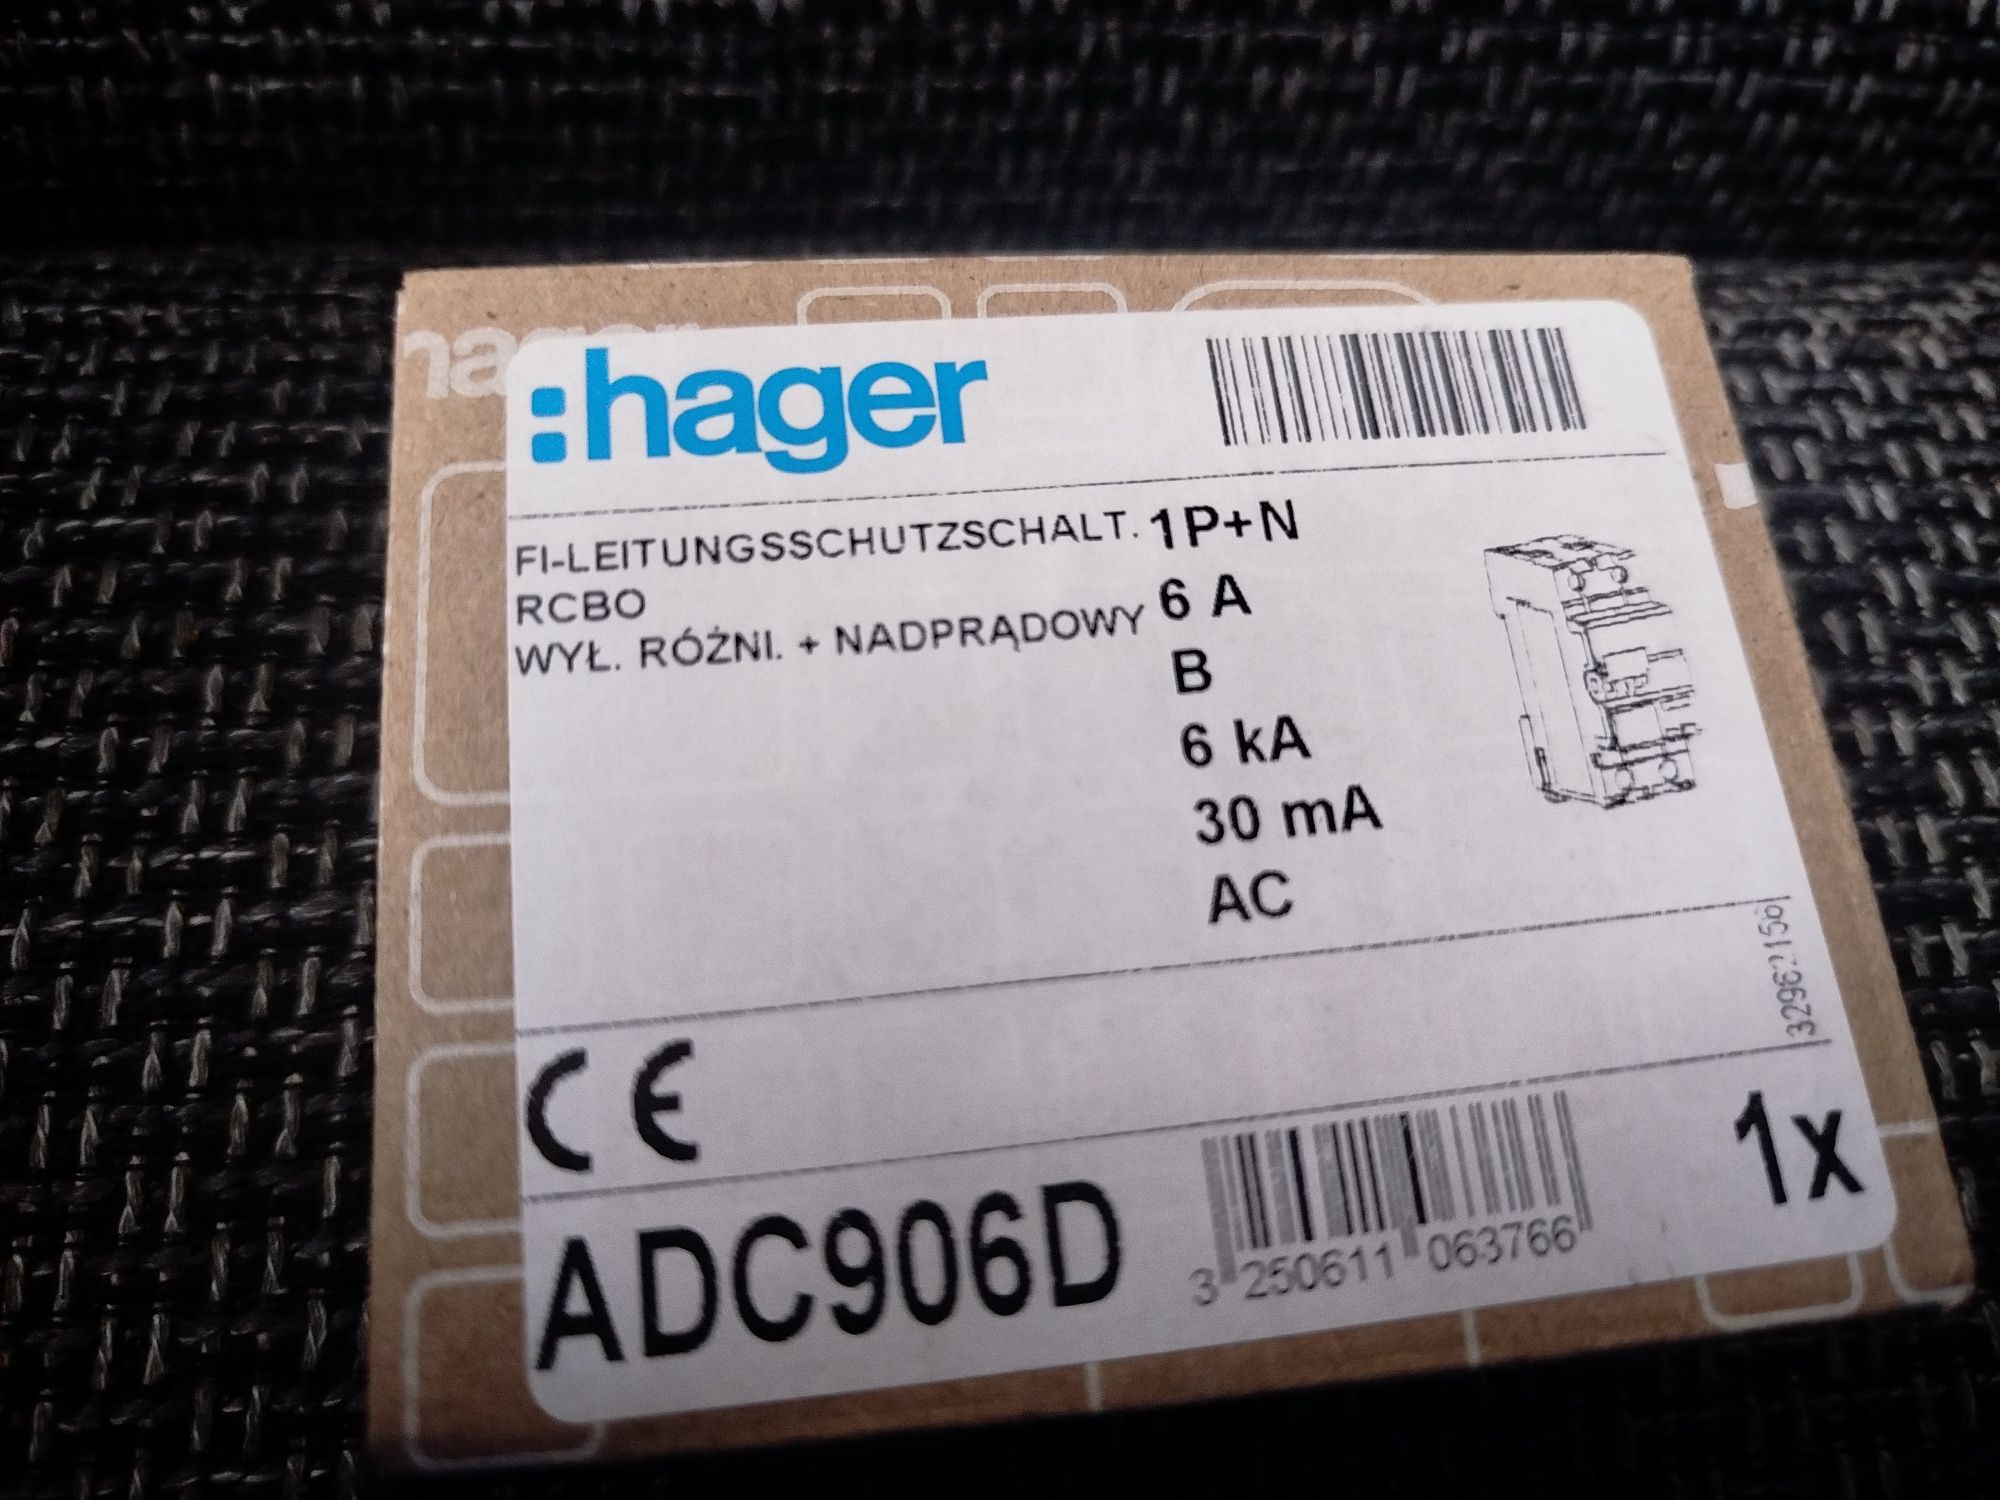 hager
:hager
FI-LEITUNGSSCHUTZSCHALT. 1P+N
RCBO
6 A
WYŁ. RÓŻNI. + NADPRĄDOWY
B
6 kA
30 mA
AC
CE
ADC906D
3 250611 063766
1x